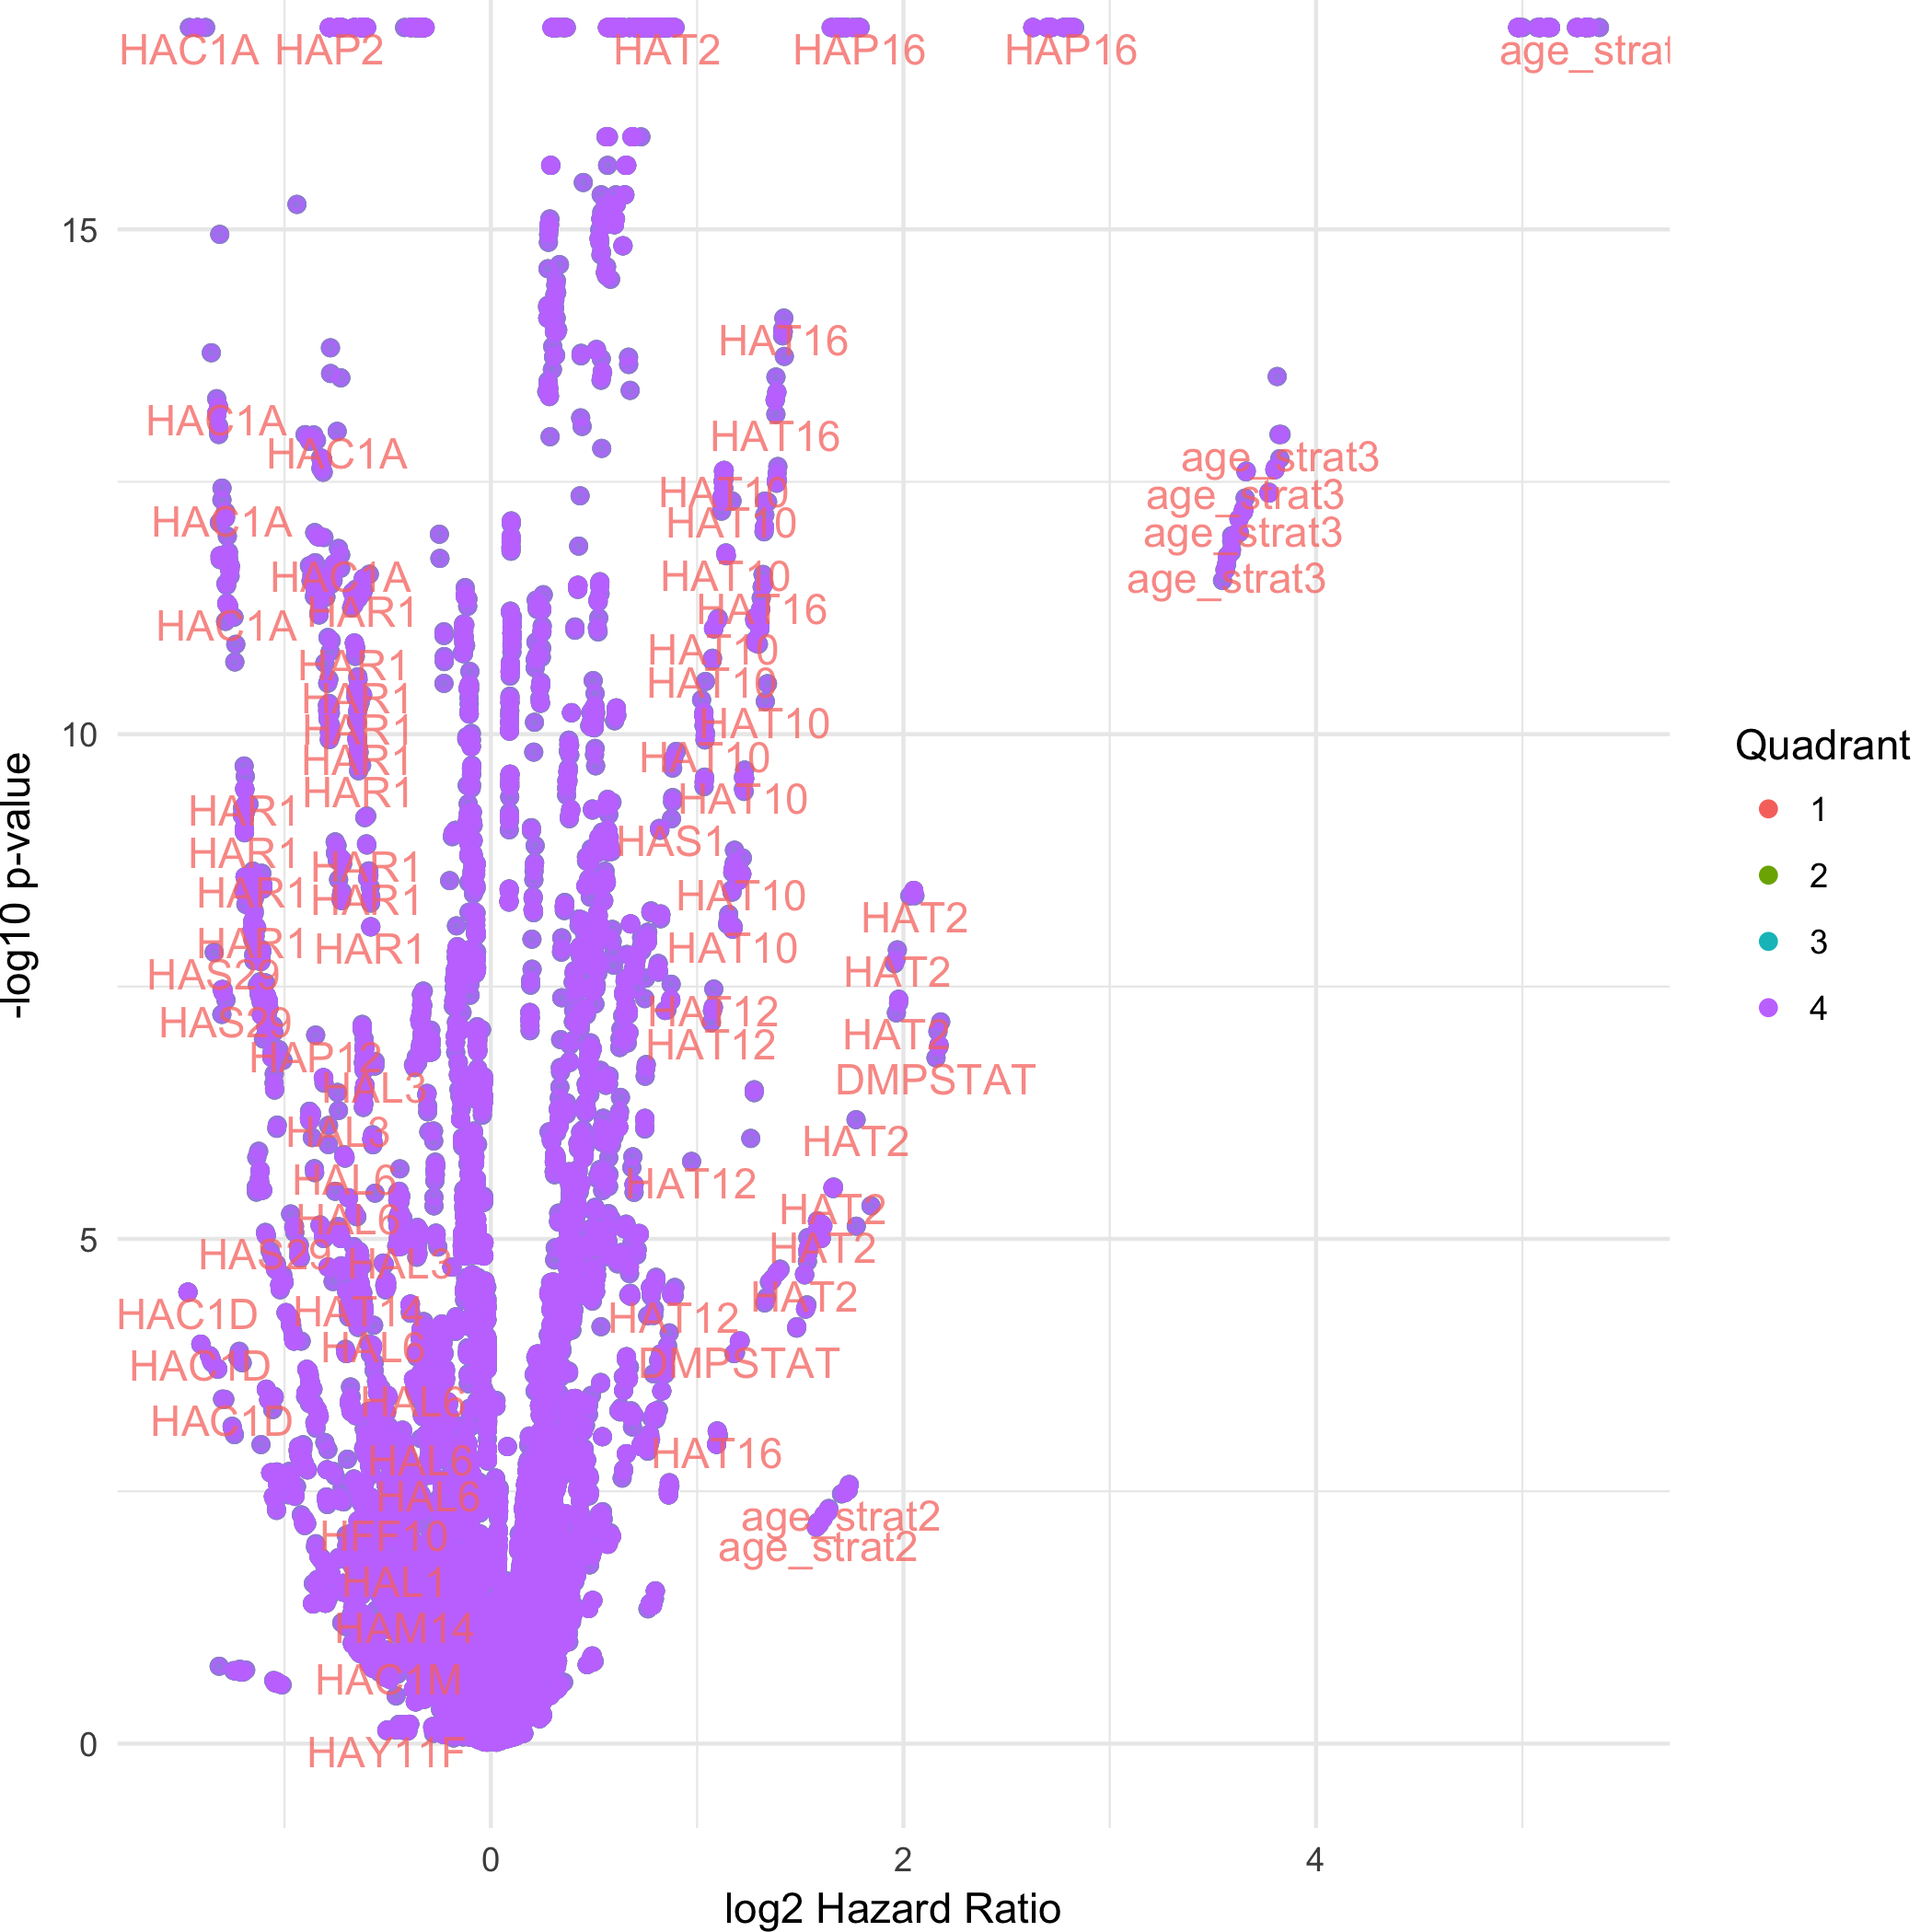 HAC1A HAP2 HAT2 HAP16 HAP16 age_strat
15
HAT16
HAC1A HAT16
HAC1A age_strat3
HAT10 age_strat3
HAC1A HAT10 age_strat3
HAC1A HAT10 age_strat3
HAR1 HAT16
HAC1A
HAR1 HAT10
HAR1 HAT10
HAR1 HAT10
10
HAR1 HAT10
HAR1 HAT10
HAR1
HAR1 HAS1
HAR1 HAR1 HAT10
HAR1 HAT2
HAR1 HAR1 HAT10
HAS29 HAT2
HAS29 HAT12 HAT2
HAP12 HAT12
HAL3 DMPSTAT
HAL3 HAT2
HAL6 HAT12
HAL6 HAT2
5
HAS29 HAL3 HAT2
HAC1D HAT14 HAT12 HAT2
HAL6
HAC1D DMPSTAT
HAL6
HAC1D
HAL6 HAT16
HAL6
HFF10 age_strat2
age_strat2
HAL1
HAM14
HAC1M
0
HAY11F
0 2 4
log2 Hazard Ratio
-log10 p-value
Quadrant
1
2
3
4